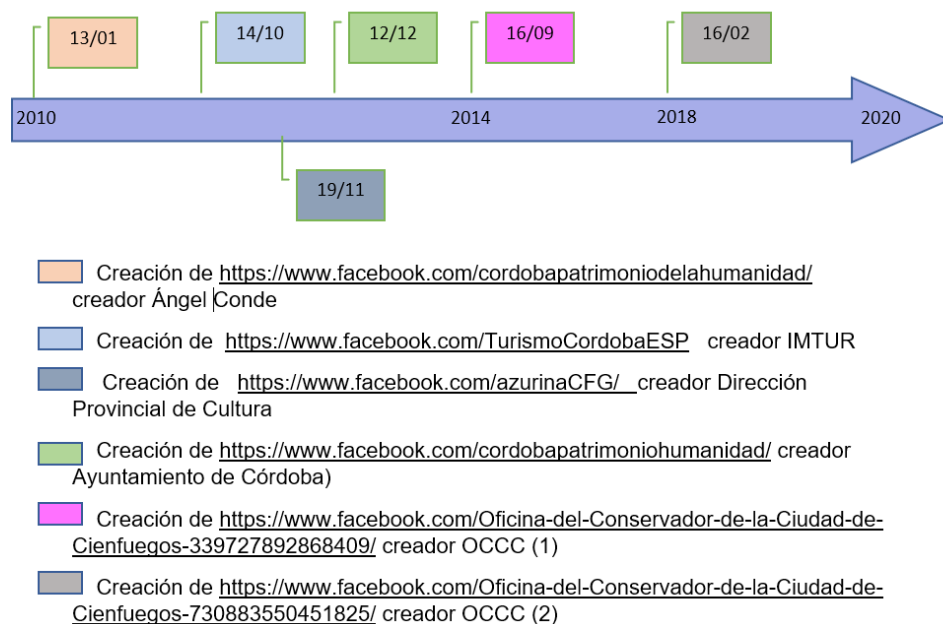 13/01
14/10
12/12
16/09
16/02
2010
2014
2018
2020
19/11
Creación de https://www.facebook.com/cordobapatrimoniodelahumanidad/
creador Ángel Conde
Creación de https://www.facebook.com/TurismoCordobaESP creador IMTUR
Creación de https://www.facebook.com/azurinaCFG/ creador Dirección
Provincial de Cultura
Creación de https://www.facebook.com/cordobapatrimoniohumanidad/ creador
Ayuntamiento de Córdoba)
Creación de https://www.facebook.com/Oficina-del-Conservador-de-la-Ciudad-de-
Cienfuegos-339727892868409/ creador OCCC (1)
Creación de https://www.facebook.com/Oficina-del-Conservador-de-la-Ciudad-de-
Cienfuegos-730883550451825/ creador OCCC (2)